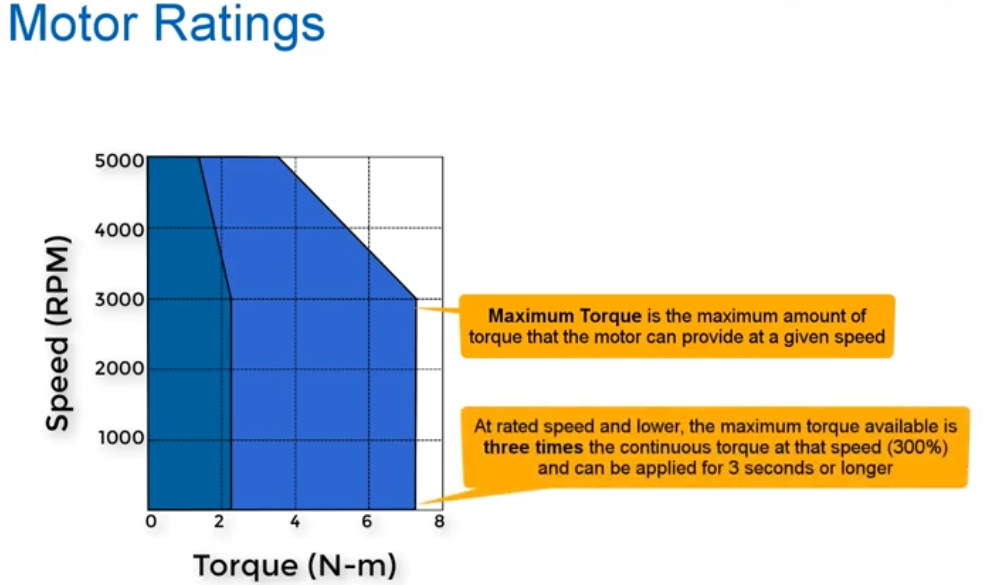 Motor Ratings
5000
4000
3000
2000
1000
Speed (RPM)
0 2 4 6 8
Torque (N-m)
Maximum Torque is the maximum amount of
torque that the motor can provide at a given speed
At rated speed and lower, the maximum torque available is
three times the continuous torque at that speed (300%)
and can be applied for 3 seconds or longer